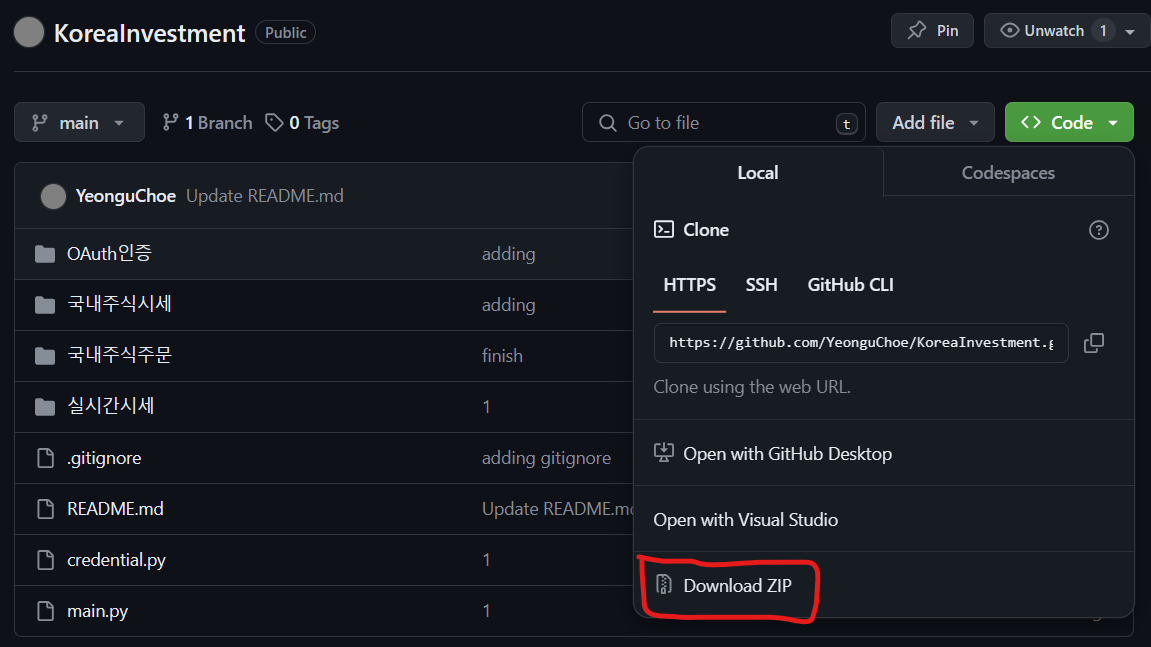 KoreaInvestment Public Pin Unwatch 1
main 1 Branch 0 Tags Go to file t Add file Code
YeonguChoe Update README.md
OAuth인증 adding
국내주식시세 adding
국내주식주문 finish
실시간시세 1
.gitignore adding gitignore
README.md Update README.md
credential.py 1
main.py 1
Local Codespaces
Clone
HTTPS SSH GitHub CLI
https://github.com/YeonguChoe/KoreaInvestment.g
Clone using the web URL.
Open with GitHub Desktop
Open with Visual Studio
Download ZIP